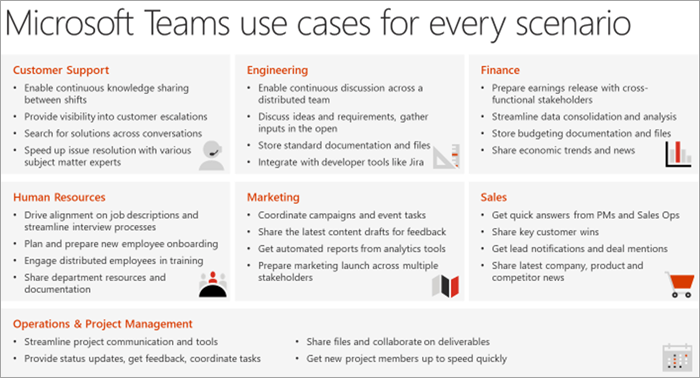 Microsoft Teams use cases for every scenario
Customer Support
• Enable continuous knowledge sharing
between shifts
• Provide visibility into customer escalations
• Search for solutions across conversations
• Speed up issue resolution with various
subject matter experts
Engineering
• Enable continuous discussion across a
distributed team
• Discuss ideas and requirements, gather
inputs in the open
• Store standard documentation and files
• Integrate with developer tools like Jira
Finance
• Prepare earnings release with cross-
functional stakeholders
• Streamline data consolidation and analysis
• Store budgeting documentation and files
• Share economic trends and news
Human Resources
• Drive alignment on job descriptions and
streamline interview processes
• Plan and prepare new employee onboarding
• Engage distributed employees in training
• Share department resources and
documentation
Marketing
• Coordinate campaigns and event tasks
• Share the latest content drafts for feedback
• Get automated reports from analytics tools
• Prepare marketing launch across multiple
stakeholders
Sales
• Get quick answers from PMs and Sales Ops
• Share key customer wins
• Get lead notifications and deal mentions
• Share latest company, product and
competitor news
Operations & Project Management
• Streamline project communication and tools
• Provide status updates, get feedback, coordinate tasks
• Share files and collaborate on deliverables
• Get new project members up to speed quickly